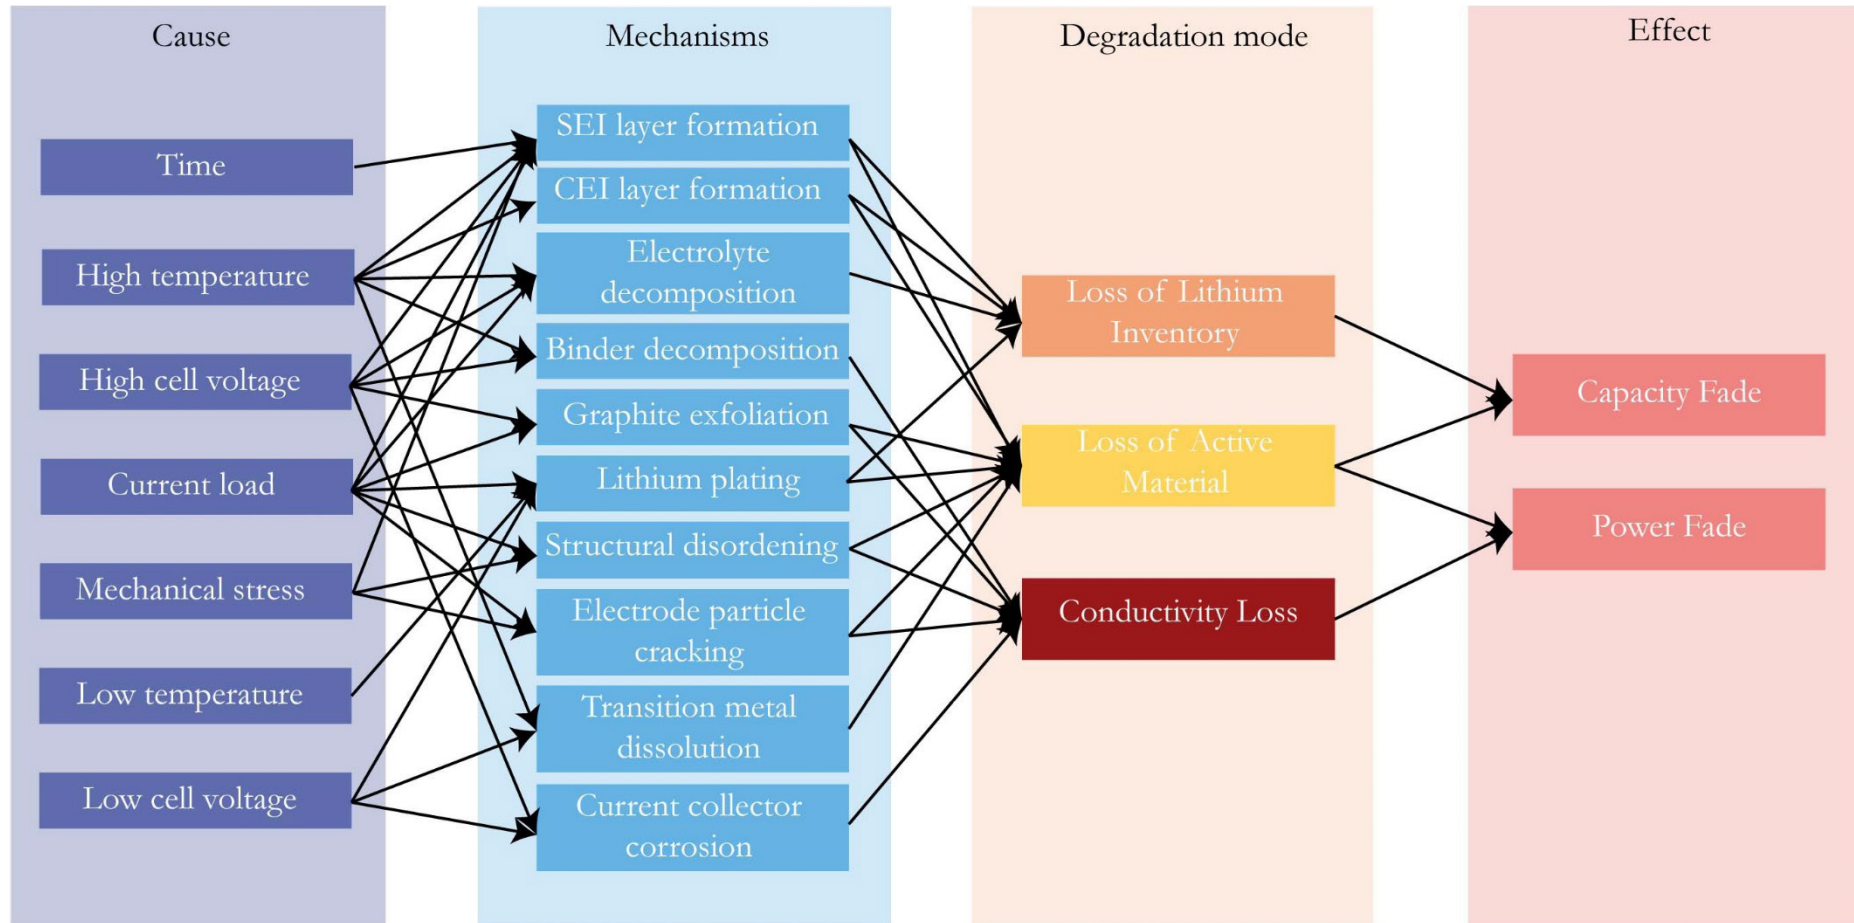 Cause
Time
High temperature
High cell voltage
Current load
Mechanical stress
Low temperature
Low cell voltage
Mechanisms
SEI layer formation
CEI layer formation
Electrolyte
decomposition
Binder decomposition
Graphite exfoliation
Lithium plating
Structural disordening
Electrode particle
cracking
Transition metal
dissolution
Current collector
corrosion
Degradation mode
Loss of Lithium
Inventory
Loss of Active
Material
Conductivity Loss
Effect
Capacity Fade
Power Fade